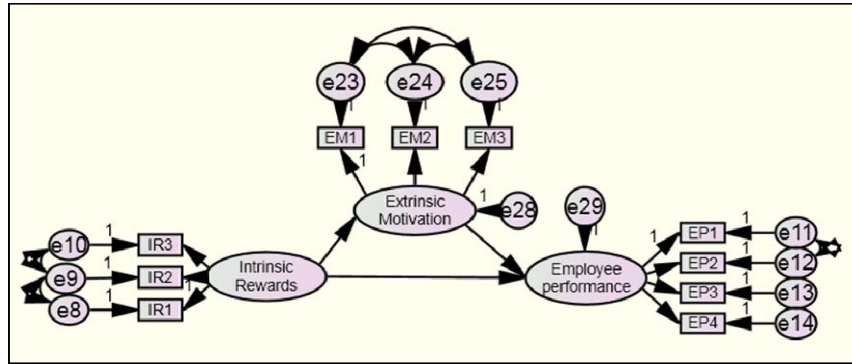 e23 e24 e25
1 1 1
EM1 EM2 EM3
1
Extrinsic
Motivation
1
e28
e29
1
e10 1 IR3
e9 1 IR2
e8 1 IR1
1
Intrinsic
Rewards
Employee
performance
1
EP1 1 e11
EP2 1 e12
EP3 1 e13
EP4 1 e14